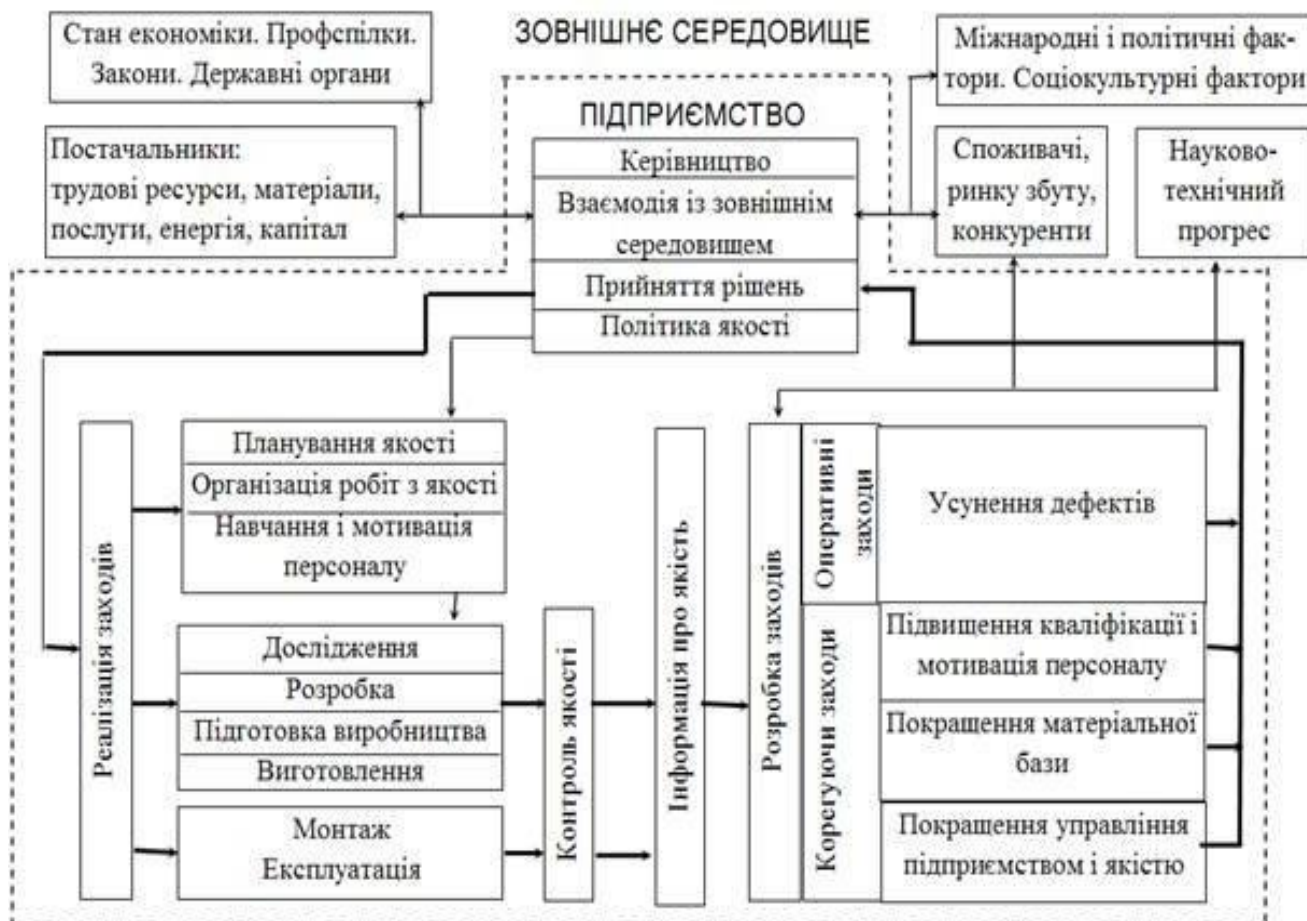 ЗОВНІШНЄ СЕРЕДОВИЩЕ
Стан економіки. Профспілки.
Закони. Державні органи
Міжнародні і політичні фак-
тори. Соціокультурні фактори
ПІДПРИЄМСТВО
Постачальники:
трудові ресурси, матеріали,
послуги, енергія, капітал
Керівництво
Взаємодія із зовнішнім
середовишем
Прийняття рішень
Політика якості
Споживачі,
ринку збуту,
конкуренти
Науково-
технічний
прогрес
Реалізація заходів
Планування якості
Організація робіт з якості
Навчання і мотивація
персоналу
Дослідження
Розробка
Підготовка виробництва
Виготовлення
Монтаж
Експлуатація
Контроль якості
Інформація про якість
Розробка заходів
Оперативні
заходи
Корегуючи заходи
Усунення дефектів
Підвишення кваліфікації і
мотивація персоналу
Покращення матеріальної
бази
Покращення управління
підприємством і якістю